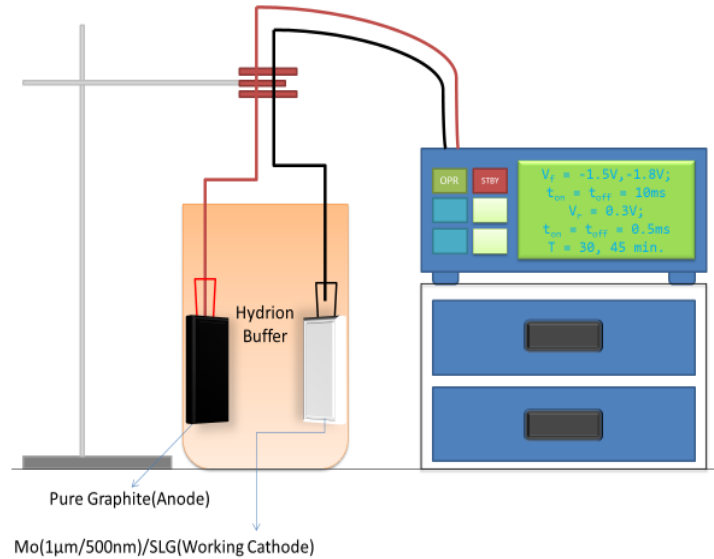 OPR
STBY
V_f = -1.5V,-1.8V;
t_on = t_off = 10ms
V_r = 0.3V;
t_on = t_off = 0.5ms
T = 30, 45 min.
Hydrion
Buffer
Pure Graphite(Anode)
Mo(1μm/500nm)/SLG(Working Cathode)